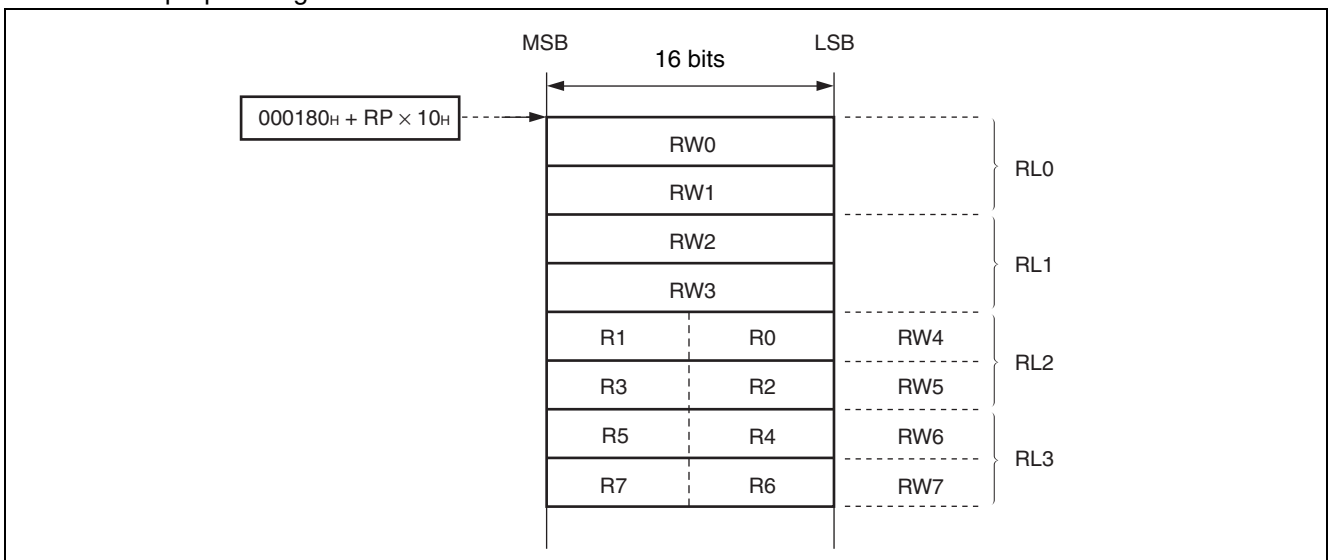 MSB LSB
16 bits
000180H + RP × 10H
RW0
RL0
RW1
RW2
RL1
RW3
R1 R0 RW4
RL2
R3 R2 RW5
R5 R4 RW6
RL3
R7 R6 RW7